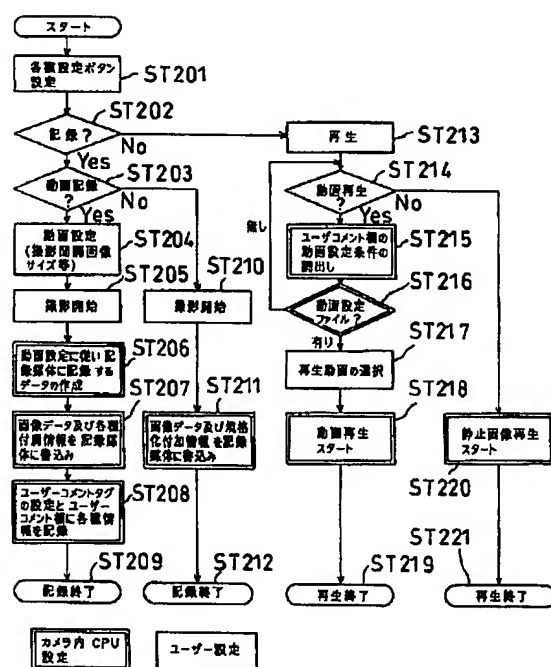 スタート
各種設定ボタン
設定
ST201
ST202
記録?
No
Yes
再生
ST213
ST203
動画記録
?
No
Yes
ST214
動画再生
?
No
Yes
無し
動画設定
(撮影間隔画像
サイズ等)
ST204
ユーザコメント欄の
動画設定条件の
読出し
ST215
ST205
撮影開始
ST210
撮影開始
ST216
動画設定
ファイル?
有り
ST206
動画設定に従い記
録媒体に記録する
データの作成
ST217
再生動画の選択
ST207
画像データ及び各種
付属情報を記録媒
体に書込み
ST211
画像データ及び規格
化付加情報を記録
媒体に書込み
ST218
動画再生
スタート
静止画像再生
スタート
ST220
ST208
ユーザーコメントタグ
の設定とユーザー
コメント欄に各種情
報を記録
ST209
記録終了
ST212
記録終了
ST219
再生終了
ST221
再生終了
カメラ内 CPU
設定
ユーザー設定